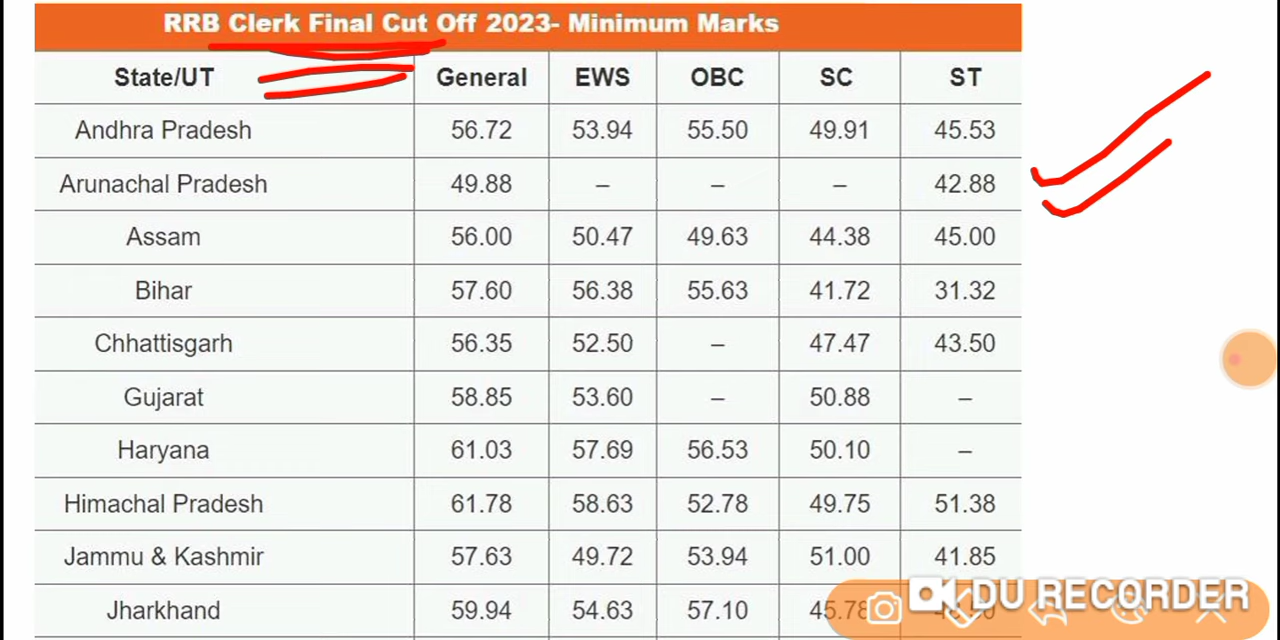 RRB Clerk Final Cut Off 2023- Minimum Marks
State/UT General EWS OBC SC ST
Andhra Pradesh 56.72 53.94 55.50 49.91 45.53
Arunachal Pradesh 49.88 – – – 42.88
Assam 56.00 50.47 49.63 44.38 45.00
Bihar 57.60 56.38 55.63 41.72 31.32
Chhattisgarh 56.35 52.50 – 47.47 43.50
Gujarat 58.85 53.60 – 50.88 –
Haryana 61.03 57.69 56.53 50.10 –
Himachal Pradesh 61.78 58.63 52.78 49.75 51.38
Jammu & Kashmir 57.63 49.72 53.94 51.00 41.85
Jharkhand 59.94 54.63 57.10 45.78
DU RECORDER